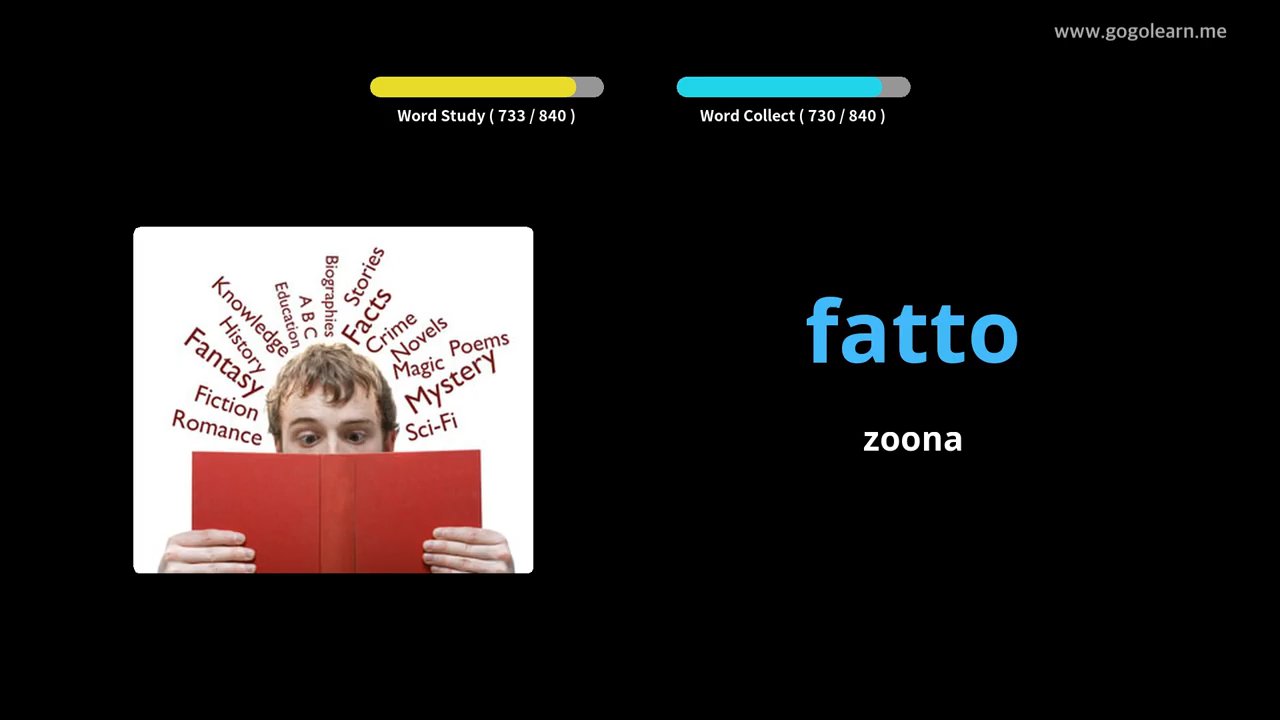 www.gogolearn.me
Word Study ( 733 / 840 )
Word Collect ( 730 / 840 )
Biographies
Stories
Education
A B C
Facts
Knowledge
Crime
History
Novels
Fantasy
Magic
Poems
Mystery
Fiction
Romance
Sci-Fi
fatto
zoona